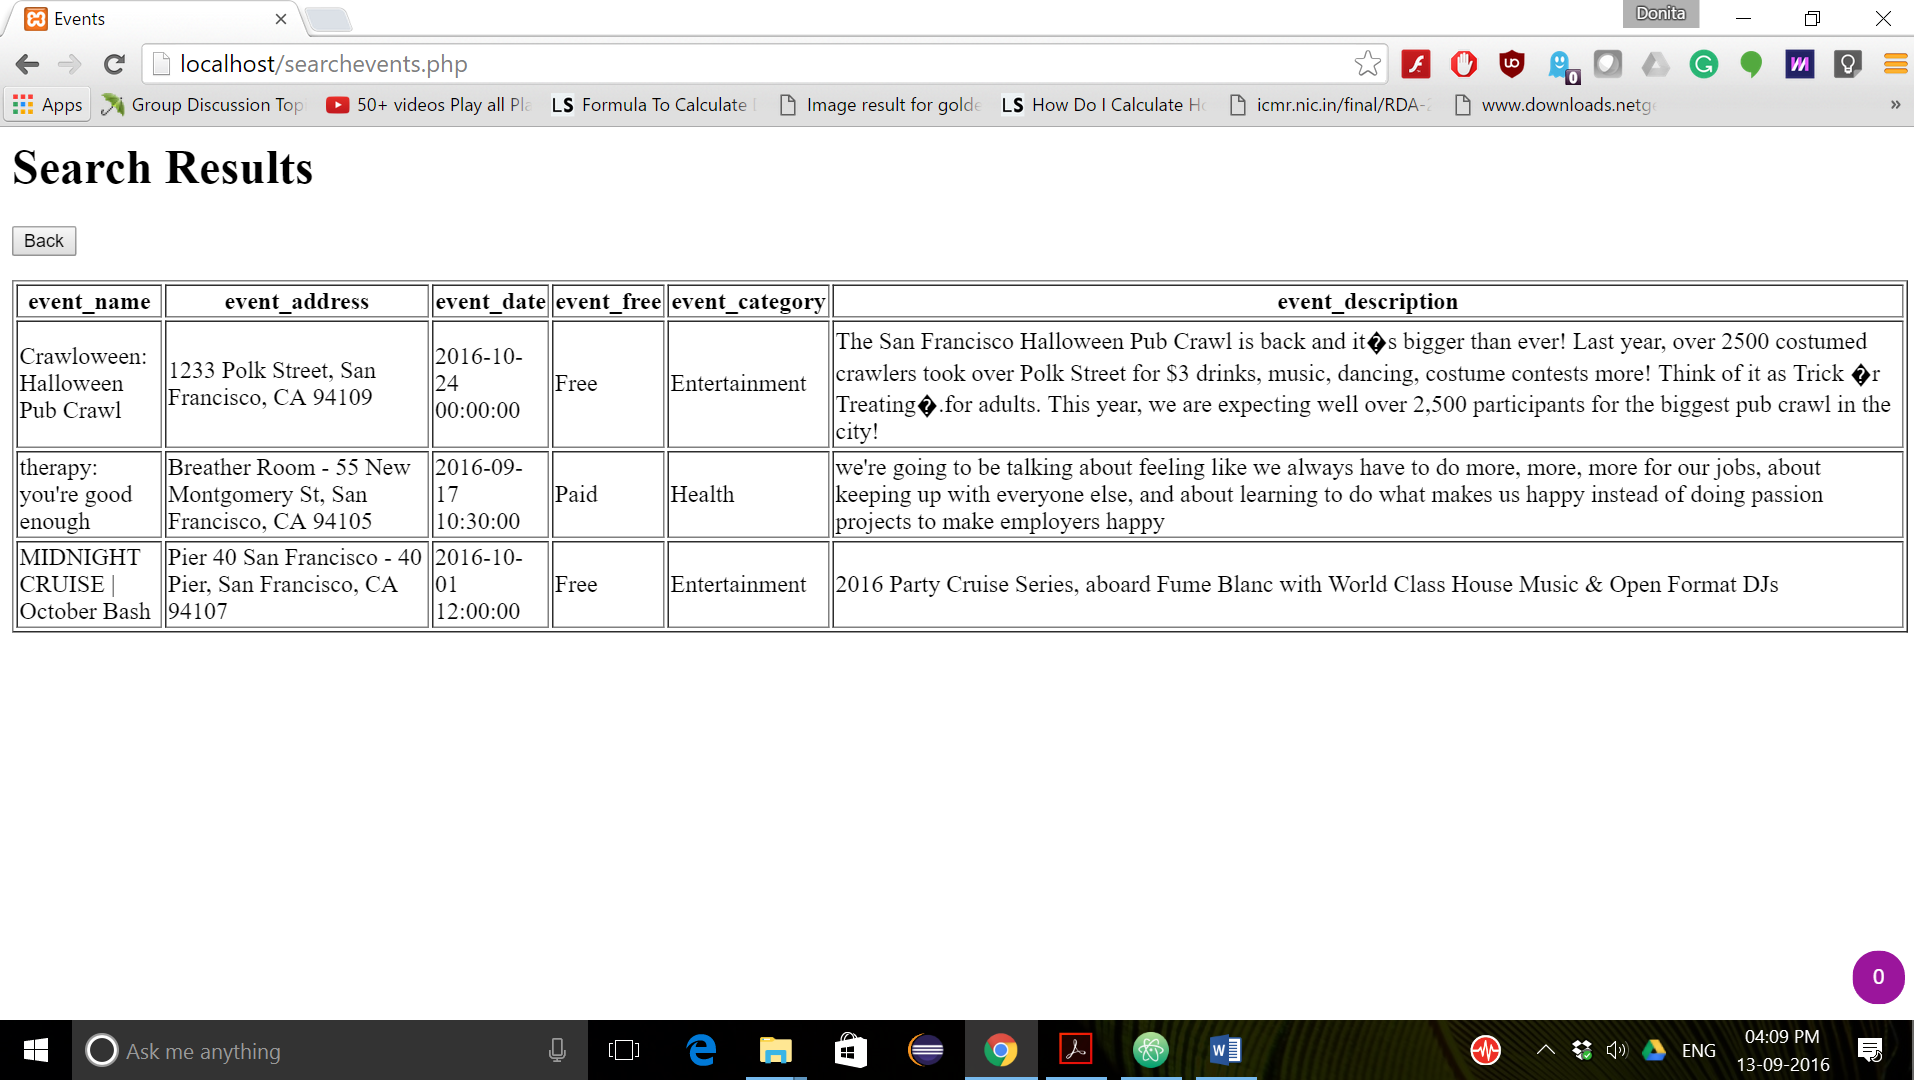 Events
Donita
localhost/searchevents.php
0
Apps
Group Discussion Top
50+ videos Play all Pla
LS Formula To Calculate
Image result for golde
LS How Do I Calculate Ho
icmr.nic.in/final/RDA-2
www.downloads.netge
»
Search Results
Back
event_name event_address event_date event_free event_category event_description
Crawloween:
Halloween
Pub Crawl
1233 Polk Street, San
Francisco, CA 94109
2016-10-
24
00:00:00
Free
Entertainment
The San Francisco Halloween Pub Crawl is back and it�s bigger than ever! Last year, over 2500 costumed
crawlers took over Polk Street for $3 drinks, music, dancing, costume contests more! Think of it as Trick �r
Treating�.for adults. This year, we are expecting well over 2,500 participants for the biggest pub crawl in the
city!
therapy:
you're good
enough
Breather Room - 55 New
Montgomery St, San
Francisco, CA 94105
2016-09-
17
10:30:00
Paid
Health
we're going to be talking about feeling like we always have to do more, more, more for our jobs, about
keeping up with everyone else, and about learning to do what makes us happy instead of doing passion
projects to make employers happy
MIDNIGHT
CRUISE |
October Bash
Pier 40 San Francisco - 40
Pier, San Francisco, CA
94107
2016-10-
01
12:00:00
Free
Entertainment
2016 Party Cruise Series, aboard Fume Blanc with World Class House Music & Open Format DJs
0
Ask me anything
ENG
04:09 PM
13-09-2016